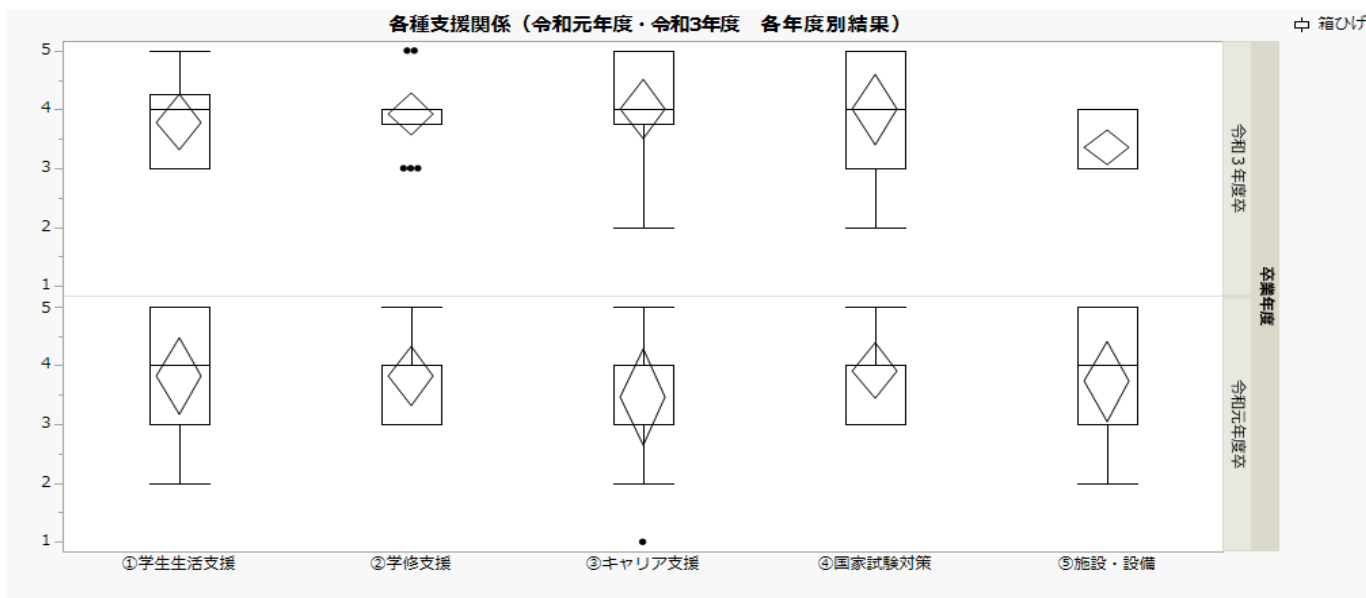 各種支援関係（令和元年度・令和3年度　各年度別結果）
箱ひげ
5
4
3
2
1
令和３年度卒
5
4
3
2
1
令和元年度卒
卒業年度
①学生生活支援
②学修支援
③キャリア支援
④国家試験対策
⑤施設・設備